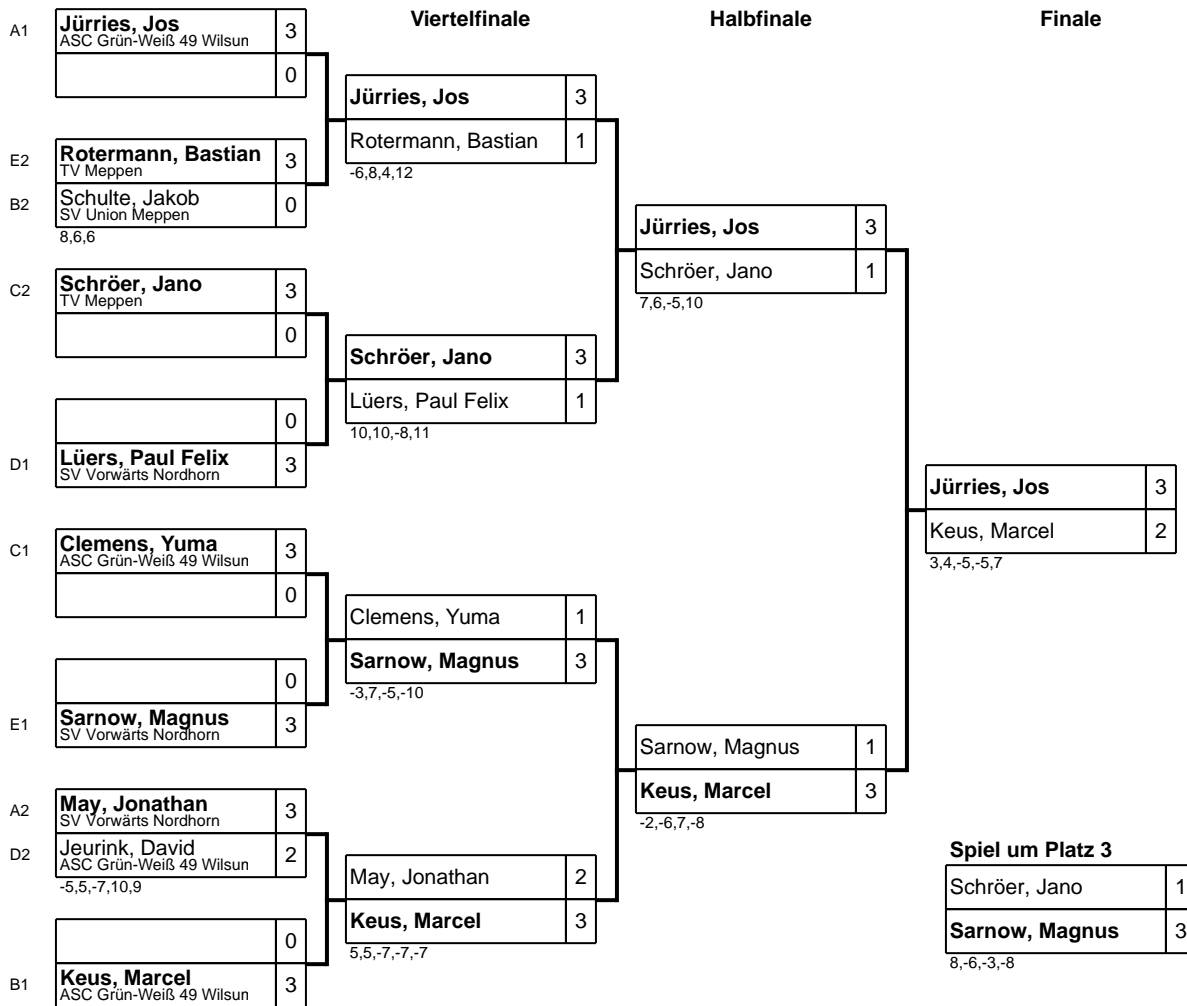 Viertelfinale
Halbfinale
Finale
A1
Jürries, Jos
3
ASC Grün-Weiß 49 Wilsun
0
E2
Rotermann, Bastian
3
TV Meppen
B2
Schulte, Jakob
0
SV Union Meppen
8,6,6
C2
Schröer, Jano
3
TV Meppen
0
0
D1
Lüers, Paul Felix
3
SV Vorwärts Nordhorn
C1
Clemens, Yuma
3
ASC Grün-Weiß 49 Wilsun
0
0
E1
Sarnow, Magnus
3
SV Vorwärts Nordhorn
A2
May, Jonathan
3
SV Vorwärts Nordhorn
D2
Jeurink, David
2
ASC Grün-Weiß 49 Wilsun
-5,5,-7,10,9
0
B1
Keus, Marcel
3
ASC Grün-Weiß 49 Wilsun
Jürries, Jos
3
Rotermann, Bastian
1
-6,8,4,12
Schröer, Jano
3
Lüers, Paul Felix
1
10,10,-8,11
Clemens, Yuma
1
Sarnow, Magnus
3
-3,7,-5,-10
May, Jonathan
2
Keus, Marcel
3
5,5,-7,-7,-7
Jürries, Jos
3
Schröer, Jano
1
7,6,-5,10
Sarnow, Magnus
1
Keus, Marcel
3
-2,-6,7,-8
Jürries, Jos
3
Keus, Marcel
2
3,4,-5,-5,7
Spiel um Platz 3
Schröer, Jano
1
Sarnow, Magnus
3
8,-6,-3,-8